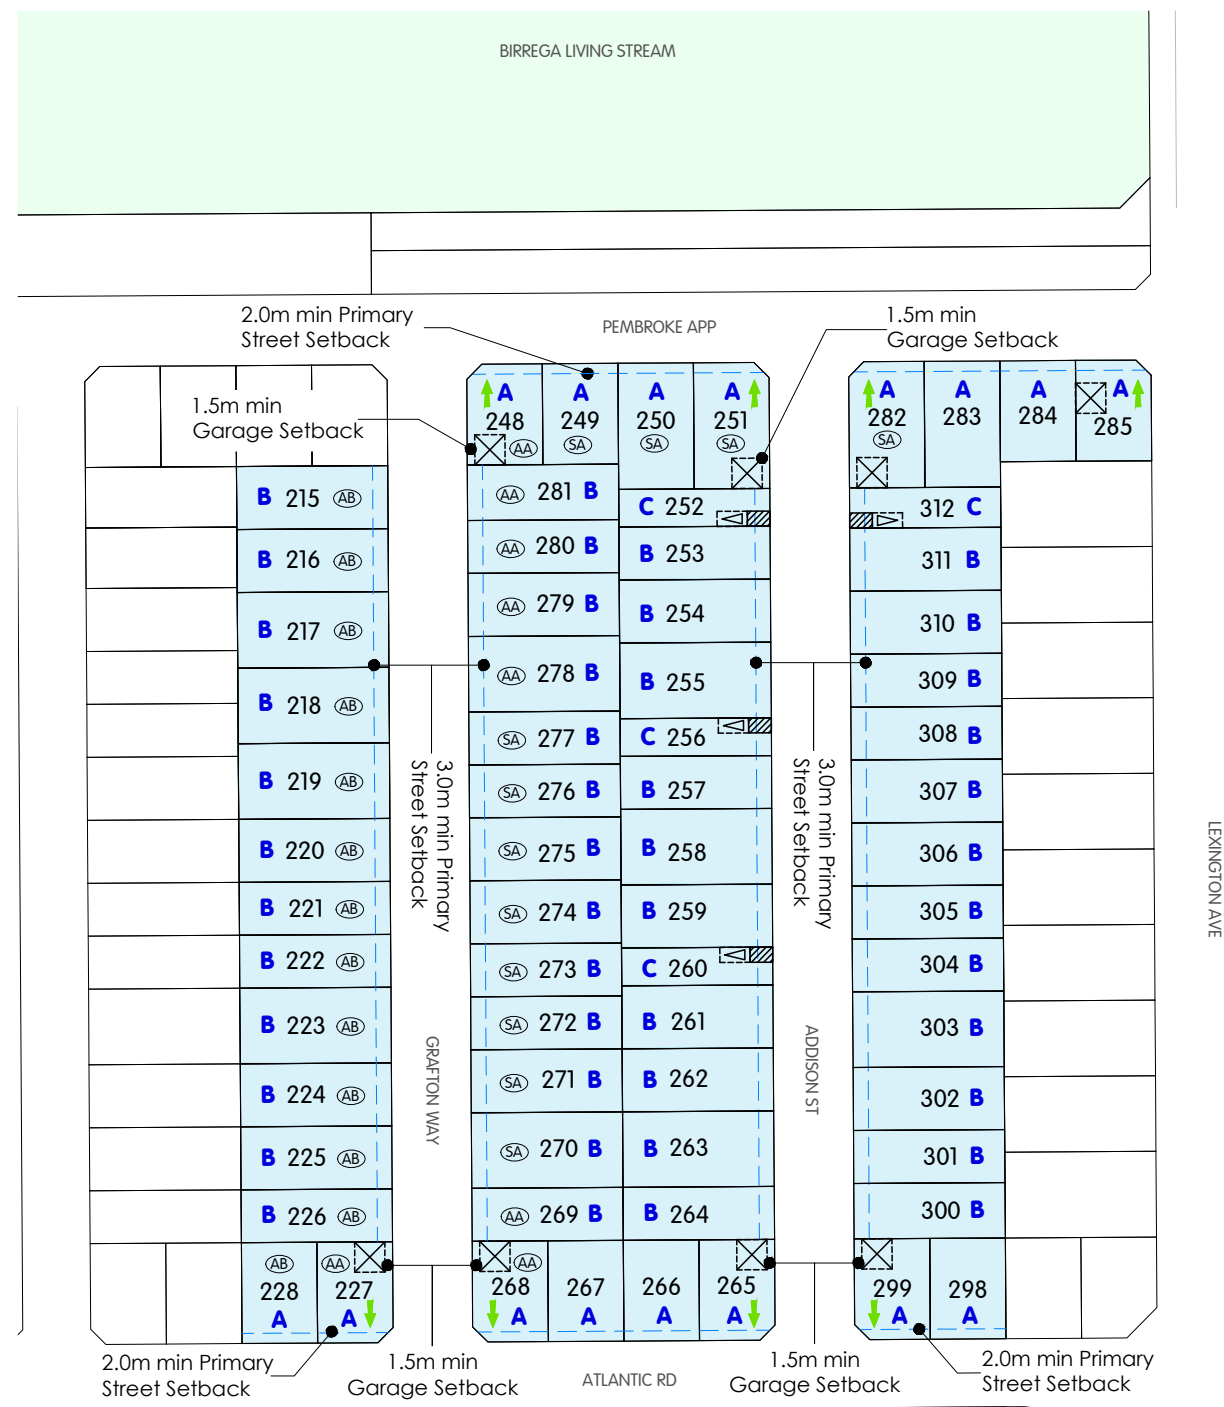 BIRREGA LIVING STREAM
2.0m min Primary
Street Setback
PEMBROKE APP
1.5m min
Garage Setback
1.5m min
Garage Setback
A 248 AA
A 249 SA
A 250 SA
A 251 SA
A 282 SA
A 283
A 284
A 285
B 215 AB
B 216 AB
B 217 AB
B 218 AB
B 219 AB
B 220 AB
B 221 AB
B 222 AB
B 223 AB
B 224 AB
B 225 AB
B 226 AB
AB 228 A
AA 227 A
3.0m min Primary
Street Setback
GRAFTON WAY
AA 281 B
AA 280 B
AA 279 B
AA 278 B
SA 277 B
SA 276 B
SA 275 B
SA 274 B
SA 273 B
SA 272 B
SA 271 B
SA 270 B
AA 269 B
AA 268 A
267 A
266 A
265 A
C 252
B 253
B 254
B 255
C 256
B 257
B 258
B 259
C 260
B 261
B 262
B 263
B 264
3.0m min Primary
Street Setback
ADDISON ST
312 C
311 B
310 B
309 B
308 B
307 B
306 B
305 B
304 B
303 B
302 B
301 B
300 B
299 A
298 A
LEXINGTON AVE
2.0m min Primary
Street Setback
1.5m min
Garage Setback
ATLANTIC RD
1.5m min
Garage Setback
2.0m min Primary
Street Setback